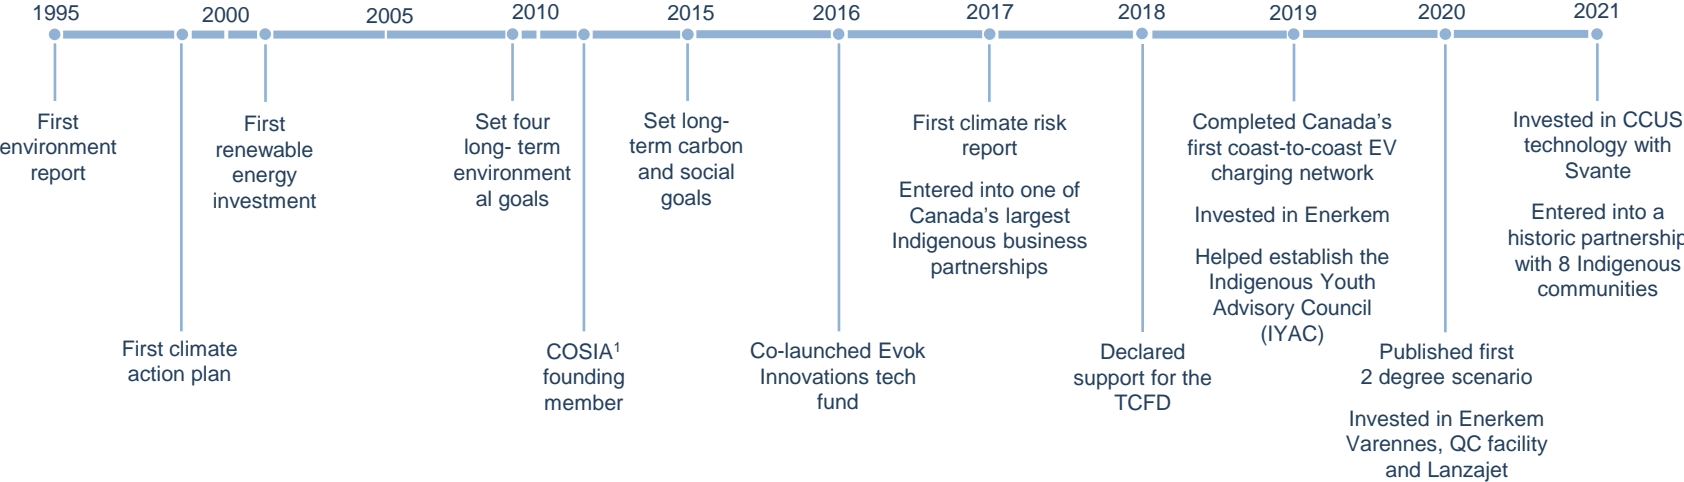 1995
2000
2005
2010
2015
2016
2017
2018
2019
2020
2021
First
environment
report
First climate
action plan
First
renewable
energy
investment
Set four
long- term
environment
al goals
COSIA¹
founding
member
Set long-
term carbon
and social
goals
Co-launched Evok
Innovations tech
fund
First climate risk
report
Entered into one of
Canada’s largest
Indigenous business
partnerships
Declared
support for the
TCFD
Completed Canada’s
first coast-to-coast EV
charging network
Invested in Enerkem
Helped establish the
Indigenous Youth
Advisory Council
(IYAC)
Published first
2 degree scenario
Invested in Enerkem
Varennes, QC facility
and Lanzajet
Invested in CCUS
technology with
Svante
Entered into a
historic partnership
with 8 Indigenous
communities